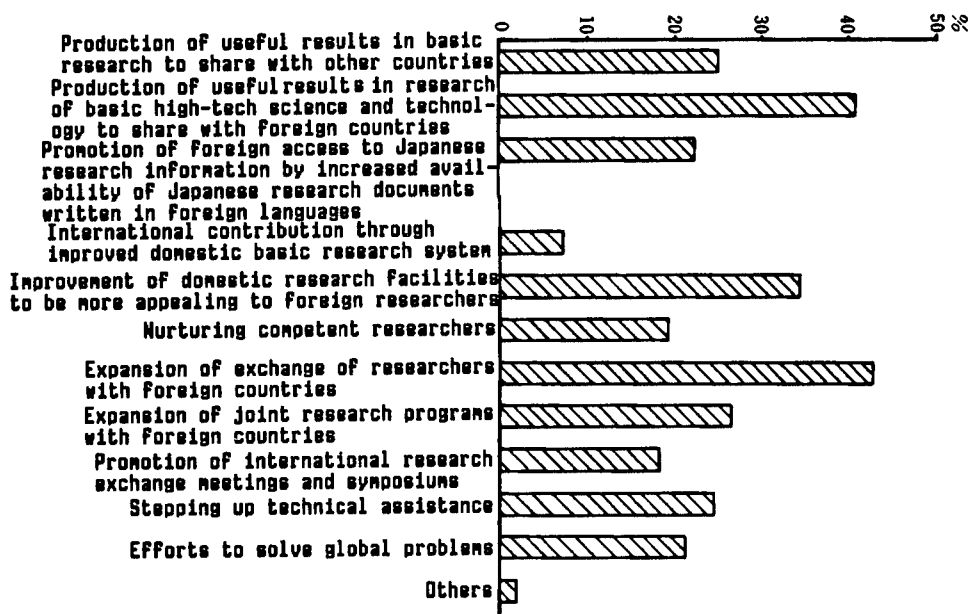 0 10 20 30 40 50 %
Production of useful results in basic
research to share with other countries
Production of useful results in research
of basic high-tech science and technol-
ogy to share with foreign countries
Promotion of foreign access to Japanese
research information by increased avail-
ability of Japanese research documents
written in foreign languages
International contribution through
improved domestic basic research system
Improvement of domestic research facilities
to be more appealing to foreign researchers
Nurturing competent researchers
Expansion of exchange of researchers
with foreign countries
Expansion of joint research programs
with foreign countries
Promotion of international research
exchange meetings and symposiums
Stepping up technical assistance
Efforts to solve global problems
Others